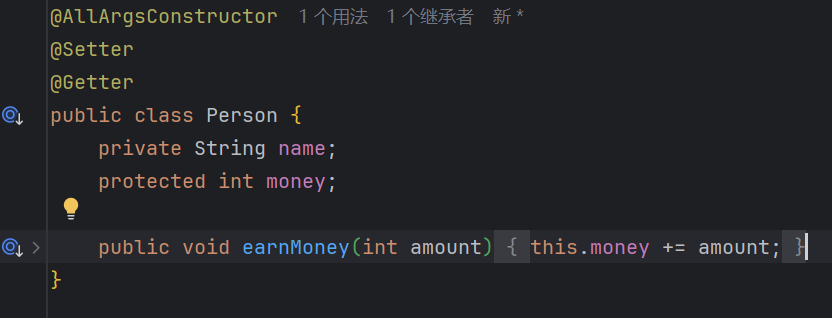 @AllArgsConstructor 1 个用法 1 个继承者 新 *
@Setter
@Getter
public class Person {
    private String name;
    protected int money;
    public void earnMoney(int amount) { this.money += amount; }
}